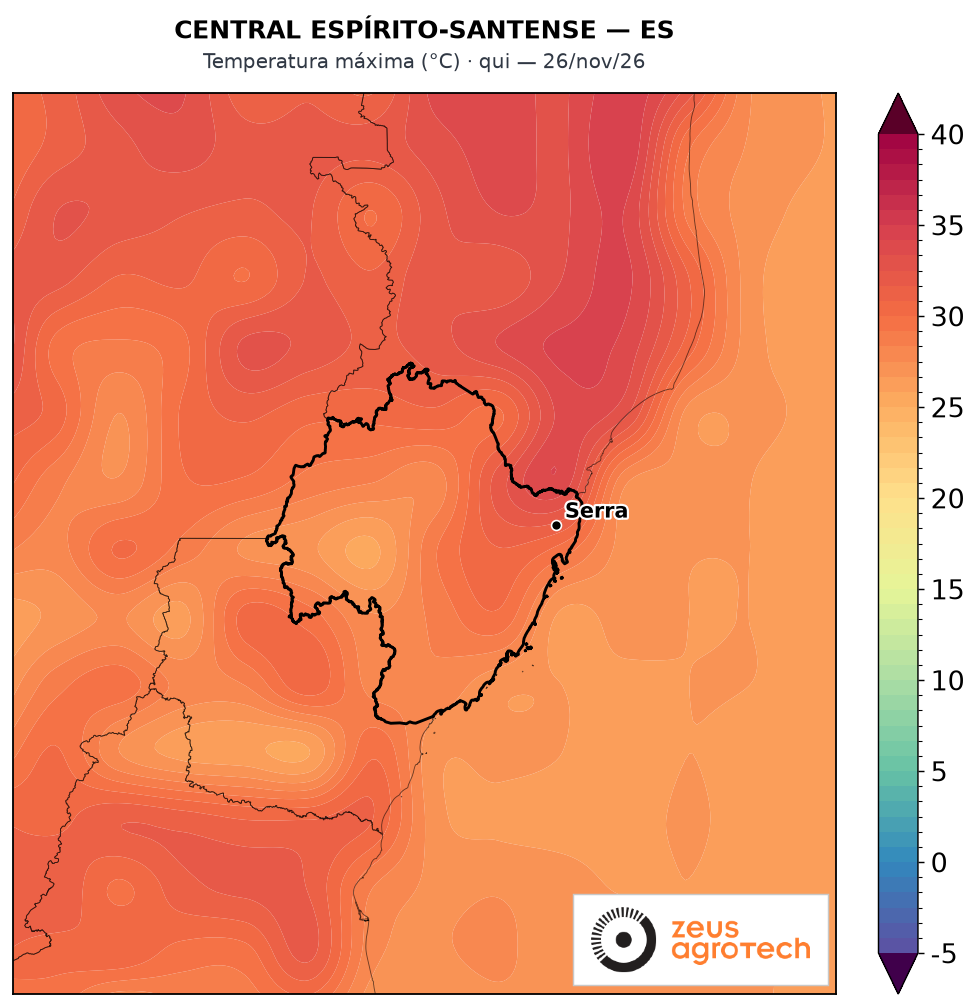 CENTRAL ESPÍRITO-SANTENSE — ES
Temperatura máxima (°C) · qui — 26/nov/26
40
35
30
25
20
15
10
5
0
-5
Serra
zeus
agrotech